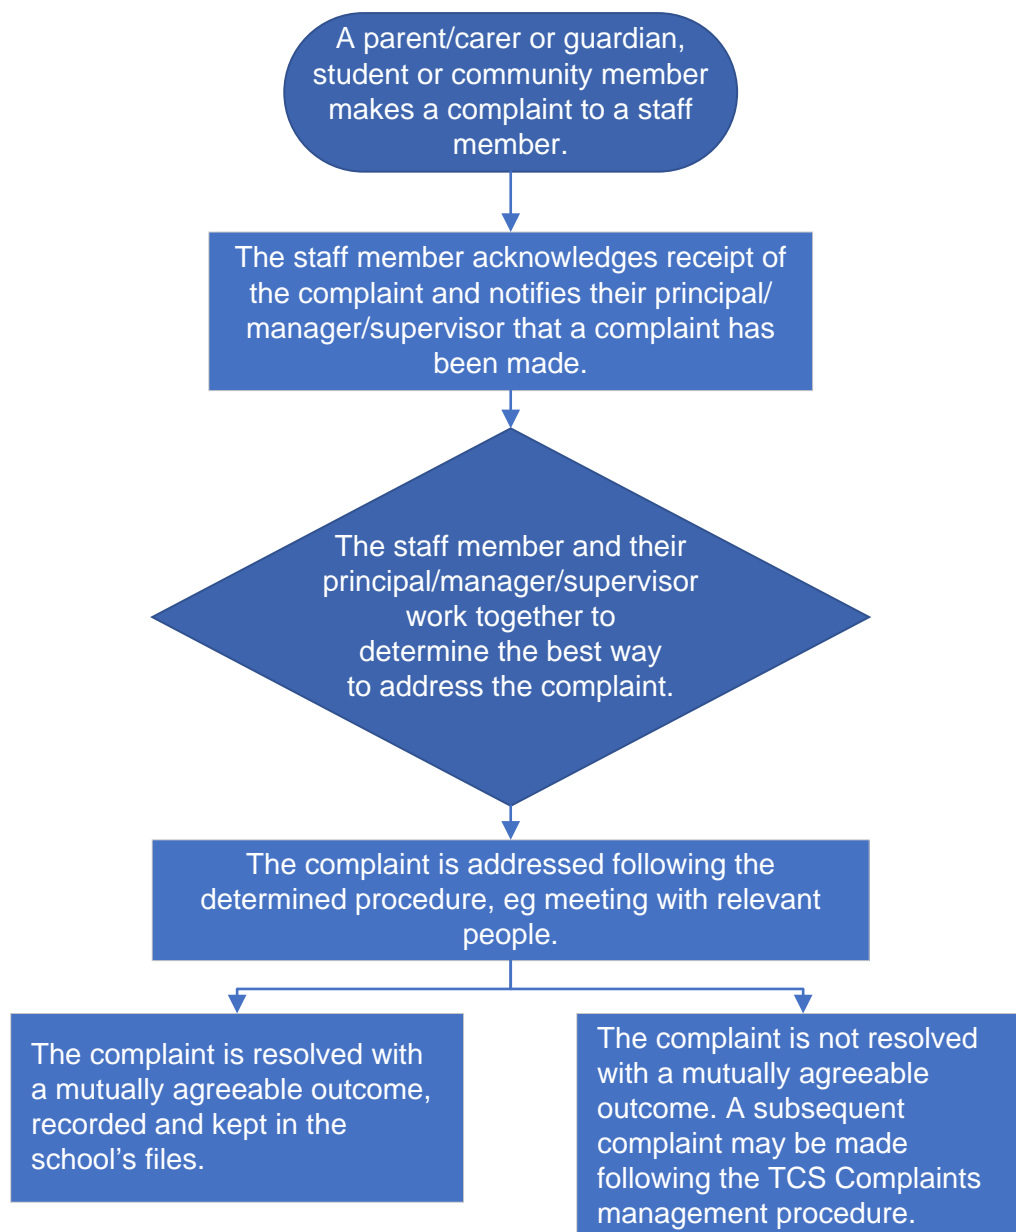 A parent/carer or guardian,
student or community member
makes a complaint to a staff
member.
The staff member acknowledges receipt of
the complaint and notifies their principal/
manager/supervisor that a complaint has
been made.
The staff member and their
principal/manager/supervisor
work together to
determine the best way
to address the complaint.
The complaint is addressed following the
determined procedure, eg meeting with relevant
people.
The complaint is resolved with
a mutually agreeable outcome,
recorded and kept in the
school’s files.
The complaint is not resolved
with a mutually agreeable
outcome. A subsequent
complaint may be made
following the TCS Complaints
management procedure.